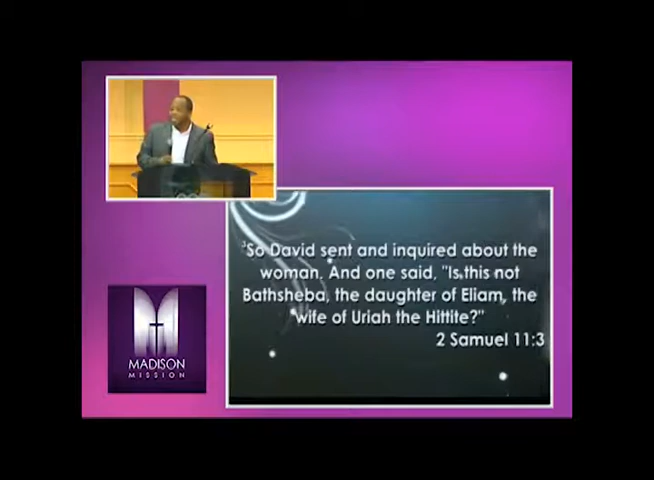 ³So David sent and inquired about the
woman. And one said, "Is this not
Bathsheba, the daughter of Eliam, the
wife of Uriah the Hittite?"
2 Samuel 11:3
MADISON
MISSION